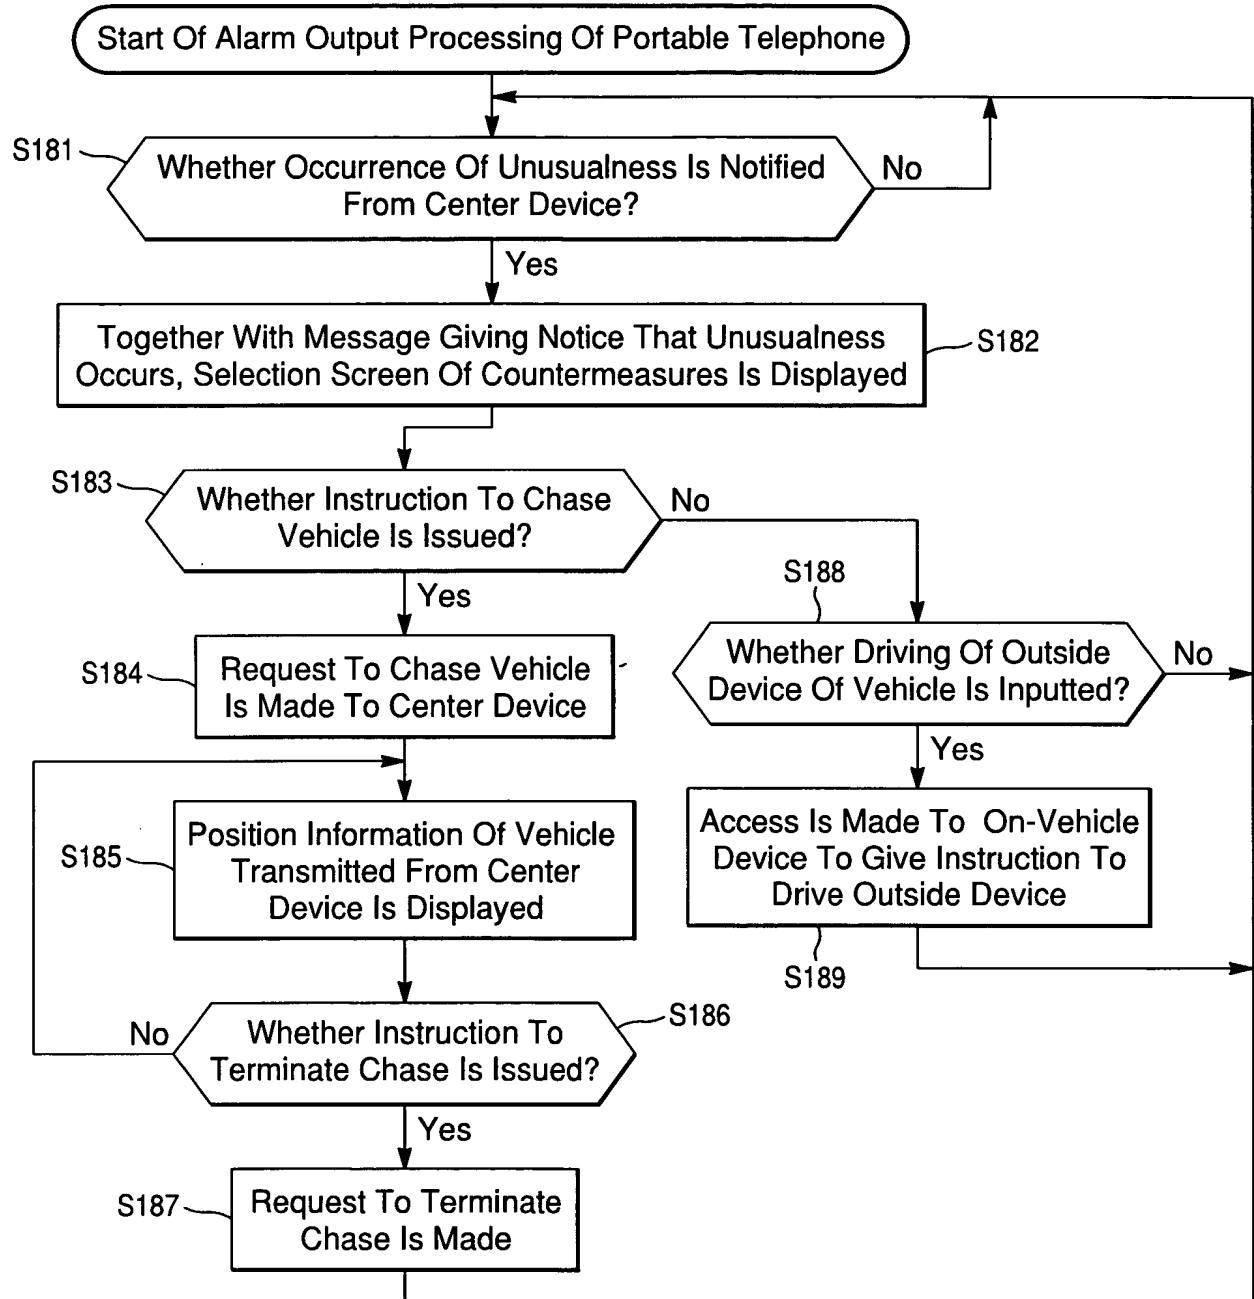 Start Of Alarm Output Processing Of Portable Telephone
S181
Whether Occurrence Of Unusualness Is Notified
From Center Device?
No
Yes
Together With Message Giving Notice That Unusualness
Occurs, Selection Screen Of Countermeasures Is Displayed
S182
S183
Whether Instruction To Chase
Vehicle Is Issued?
No
Yes
S184
Request To Chase Vehicle
Is Made To Center Device
S188
Whether Driving Of Outside
Device Of Vehicle Is Inputted?
No
Yes
S185
Position Information Of Vehicle
Transmitted From Center
Device Is Displayed
Access Is Made To On-Vehicle
Device To Give Instruction To
Drive Outside Device
S189
No
Whether Instruction To
Terminate Chase Is Issued?
S186
Yes
S187
Request To Terminate
Chase Is Made